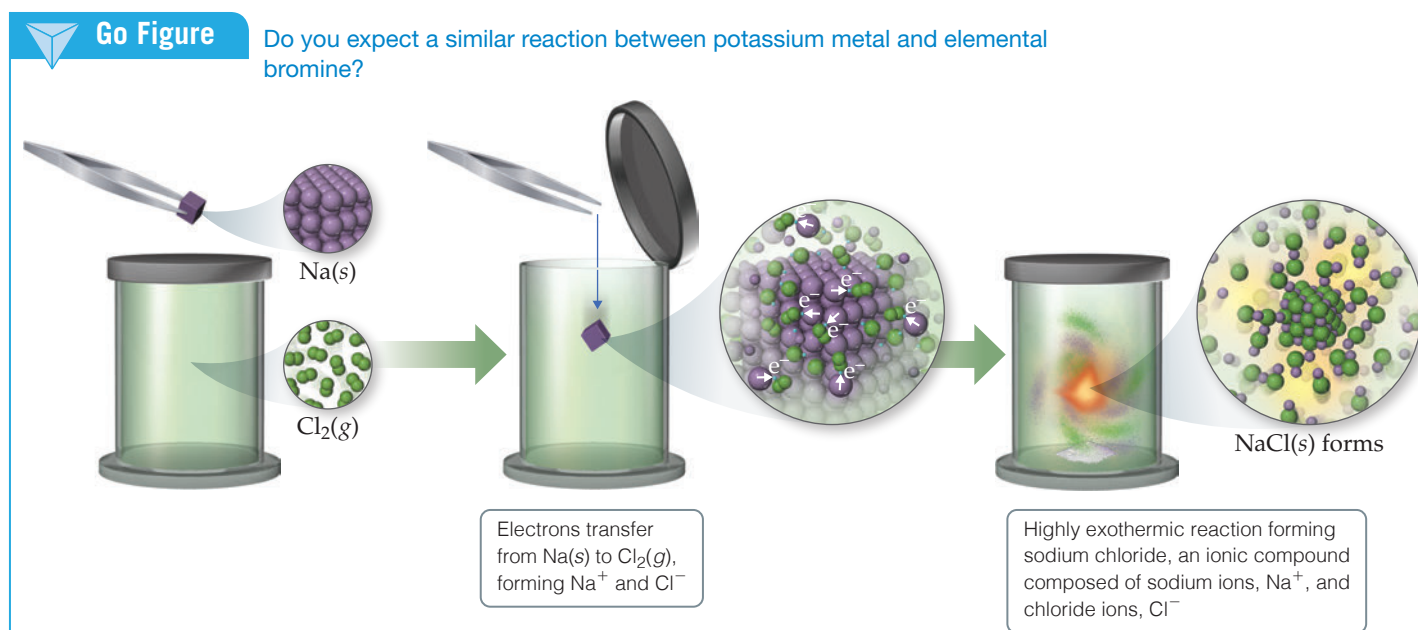 Go Figure
Do you expect a similar reaction between potassium metal and elemental
bromine?
Na(s)
Cl₂(g)
e⁻
e⁻
e⁻
e⁻
e⁻
e⁻
e⁻
NaCl(s) forms
Electrons transfer
from Na(s) to Cl₂(g),
forming Na⁺ and Cl⁻
Highly exothermic reaction forming
sodium chloride, an ionic compound
composed of sodium ions, Na⁺, and
chloride ions, Cl⁻